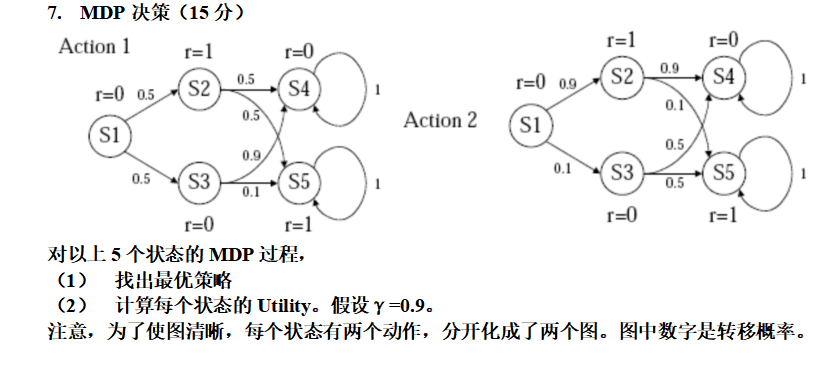 7. MDP 决策（15 分）
Action 1
r=1
r=0
r=0
0.5
S2
0.5
S4
1
0.5
S1
0.5
S3
0.9
0.1
S5
1
r=0
r=1
Action 2
r=1
r=0
r=0
0.9
S2
0.9
S4
1
0.1
S1
0.1
S3
0.5
0.5
S5
1
r=0
r=1
对以上 5 个状态的 MDP 过程，
（1） 找出最优策略
（2） 计算每个状态的 Utility。假设 γ =0.9。
注意，为了使图清晰，每个状态有两个动作，分开化成了两个图。图中数字是转移概率。